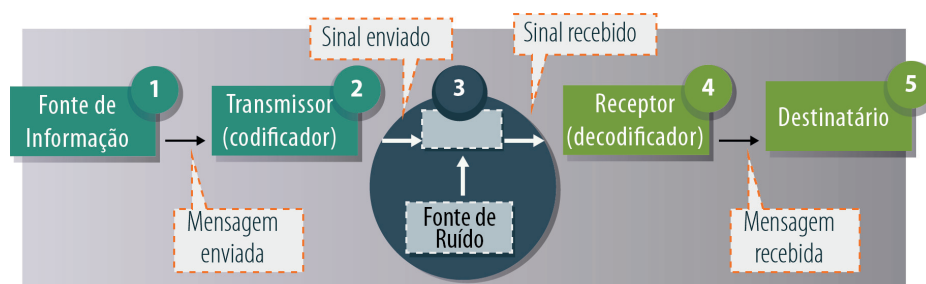 Sinal enviado
Sinal recebido
1
Fonte de
Informação
2
Transmissor
(codificador)
3
4
Receptor
(decodificador)
5
Destinatário
Fonte de
Ruído
Mensagem
enviada
Mensagem
recebida